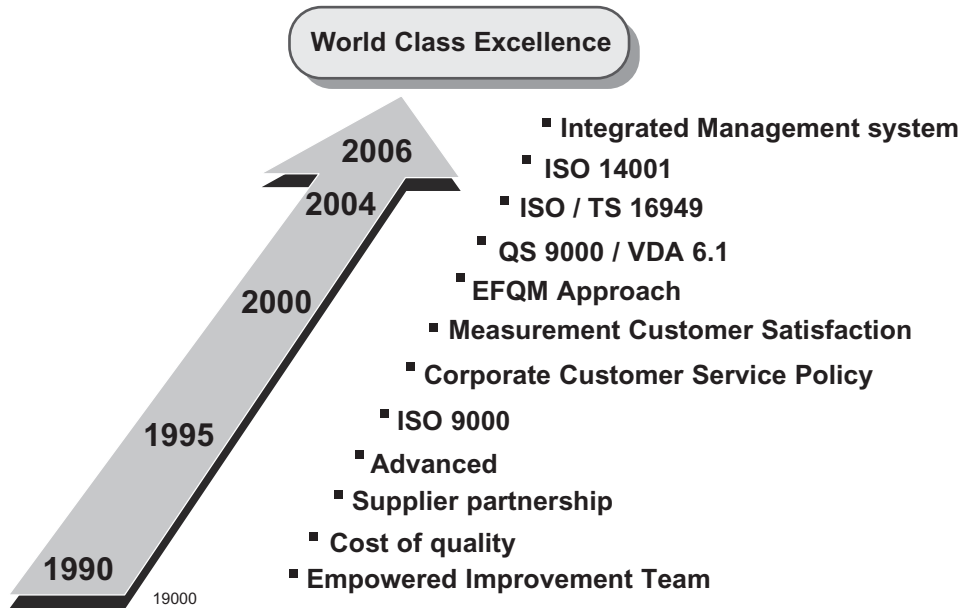 World Class Excellence
2006
2004
2000
1995
1990
19000
Integrated Management system
ISO 14001
ISO / TS 16949
QS 9000 / VDA 6.1
EFQM Approach
Measurement Customer Satisfaction
Corporate Customer Service Policy
ISO 9000
Advanced
Supplier partnership
Cost of quality
Empowered Improvement Team